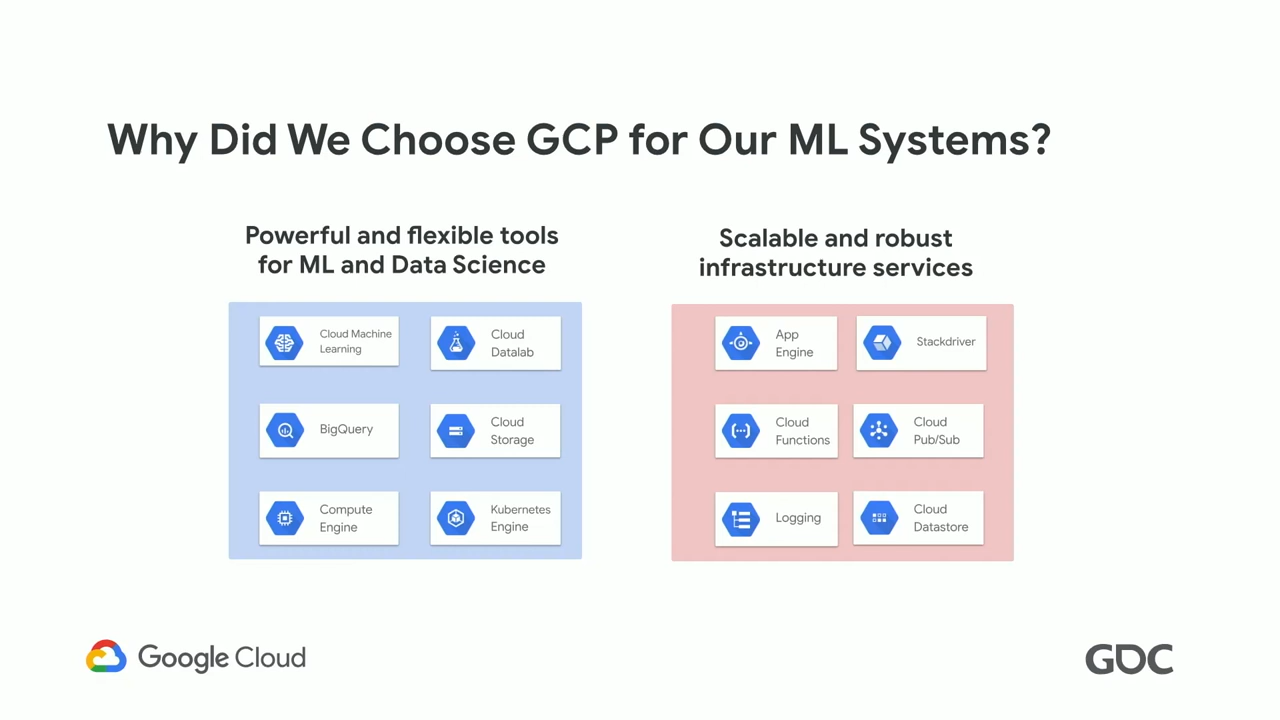 Why Did We Choose GCP for Our ML Systems?
Powerful and flexible tools
for ML and Data Science
Cloud Machine
Learning
Cloud
Datalab
BigQuery
Cloud
Storage
Compute
Engine
Kubernetes
Engine
Scalable and robust
infrastructure services
App
Engine
Stackdriver
Cloud
Functions
Cloud
Pub/Sub
Logging
Cloud
Datastore
Google Cloud
GDC